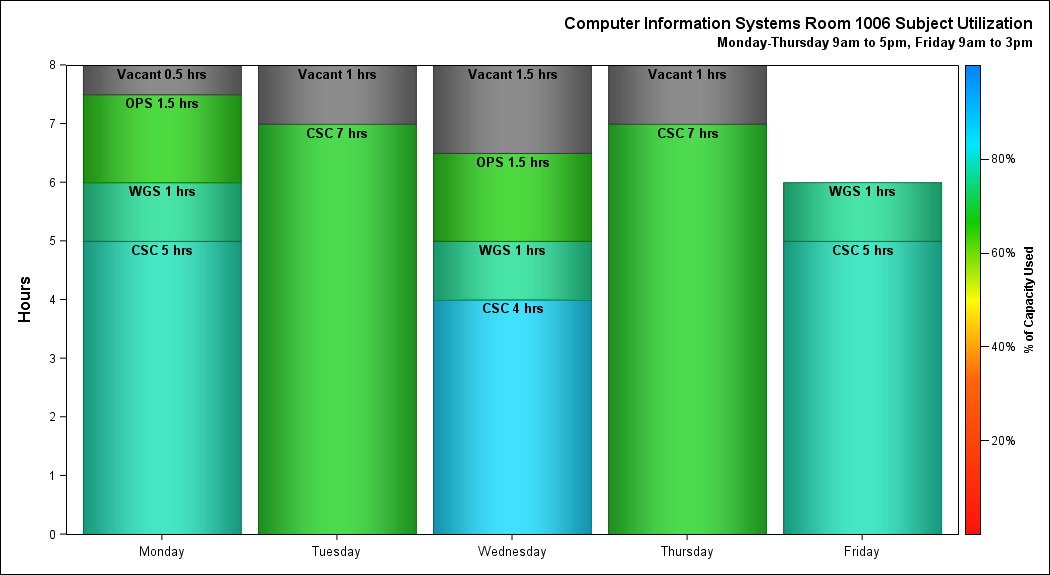 Computer Information Systems Room 1006 Subject Utilization
Monday-Thursday 9am to 5pm, Friday 9am to 3pm
Hours
8
7
6
5
4
3
2
1
0
Vacant 0.5 hrs
OPS 1.5 hrs
WGS 1 hrs
CSC 5 hrs
Vacant 1 hrs
CSC 7 hrs
Vacant 1.5 hrs
OPS 1.5 hrs
WGS 1 hrs
CSC 4 hrs
Vacant 1 hrs
CSC 7 hrs
WGS 1 hrs
CSC 5 hrs
Monday
Tuesday
Wednesday
Thursday
Friday
80%
60%
40%
20%
% of Capacity Used